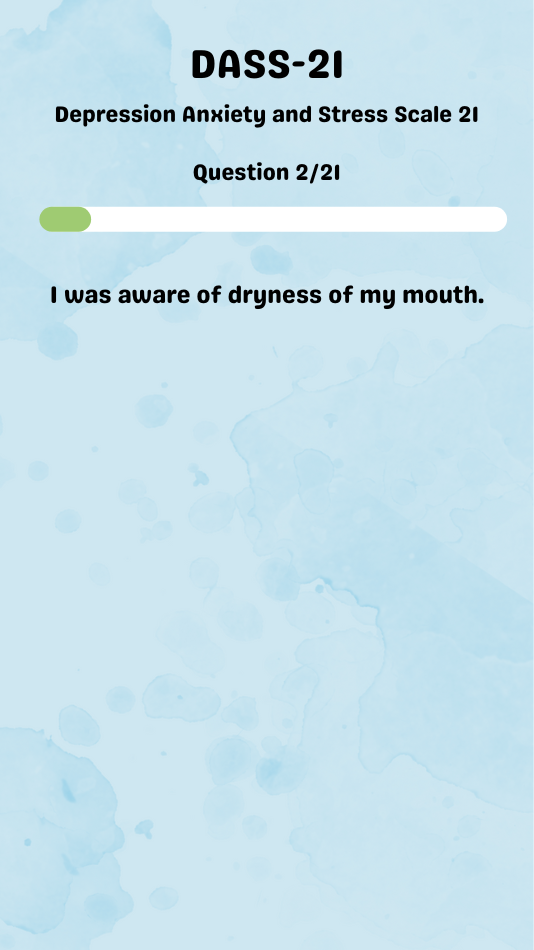 DASS-21
Depression Anxiety and Stress Scale 21
Question 2/21
I was aware of dryness of my mouth.